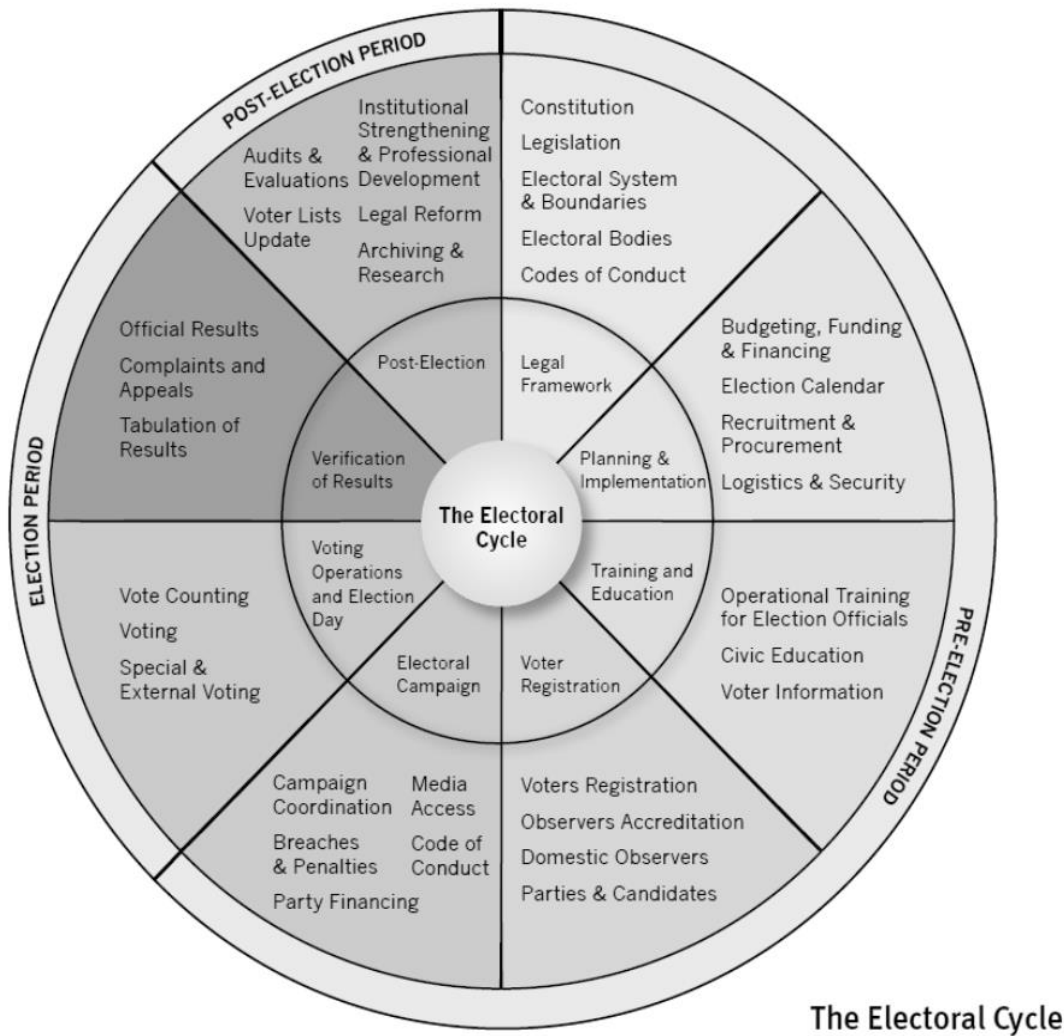 POST-ELECTION PERIOD
Institutional
Strengthening
& Professional
Development
Audits &
Evaluations
Voter Lists
Update
Legal Reform
Archiving &
Research
Post-Election
Constitution
Legislation
Electoral System
& Boundaries
Electoral Bodies
Codes of Conduct
Legal
Framework
Budgeting, Funding
& Financing
Election Calendar
Recruitment &
Procurement
Logistics & Security
Planning &
Implementation
Operational Training
for Election Officials
Civic Education
Voter Information
Training and
Education
PRE-ELECTION PERIOD
Voters Registration
Observers Accreditation
Domestic Observers
Parties & Candidates
Voter
Registration
Electoral
Campaign
Campaign
Coordination
Breaches
& Penalties
Party Financing
Media
Access
Code of
Conduct
Voting
Operations
and Election
Day
Vote Counting
Voting
Special &
External Voting
ELECTION PERIOD
Official Results
Complaints and
Appeals
Tabulation of
Results
Verification
of Results
The Electoral
Cycle
The Electoral Cycle